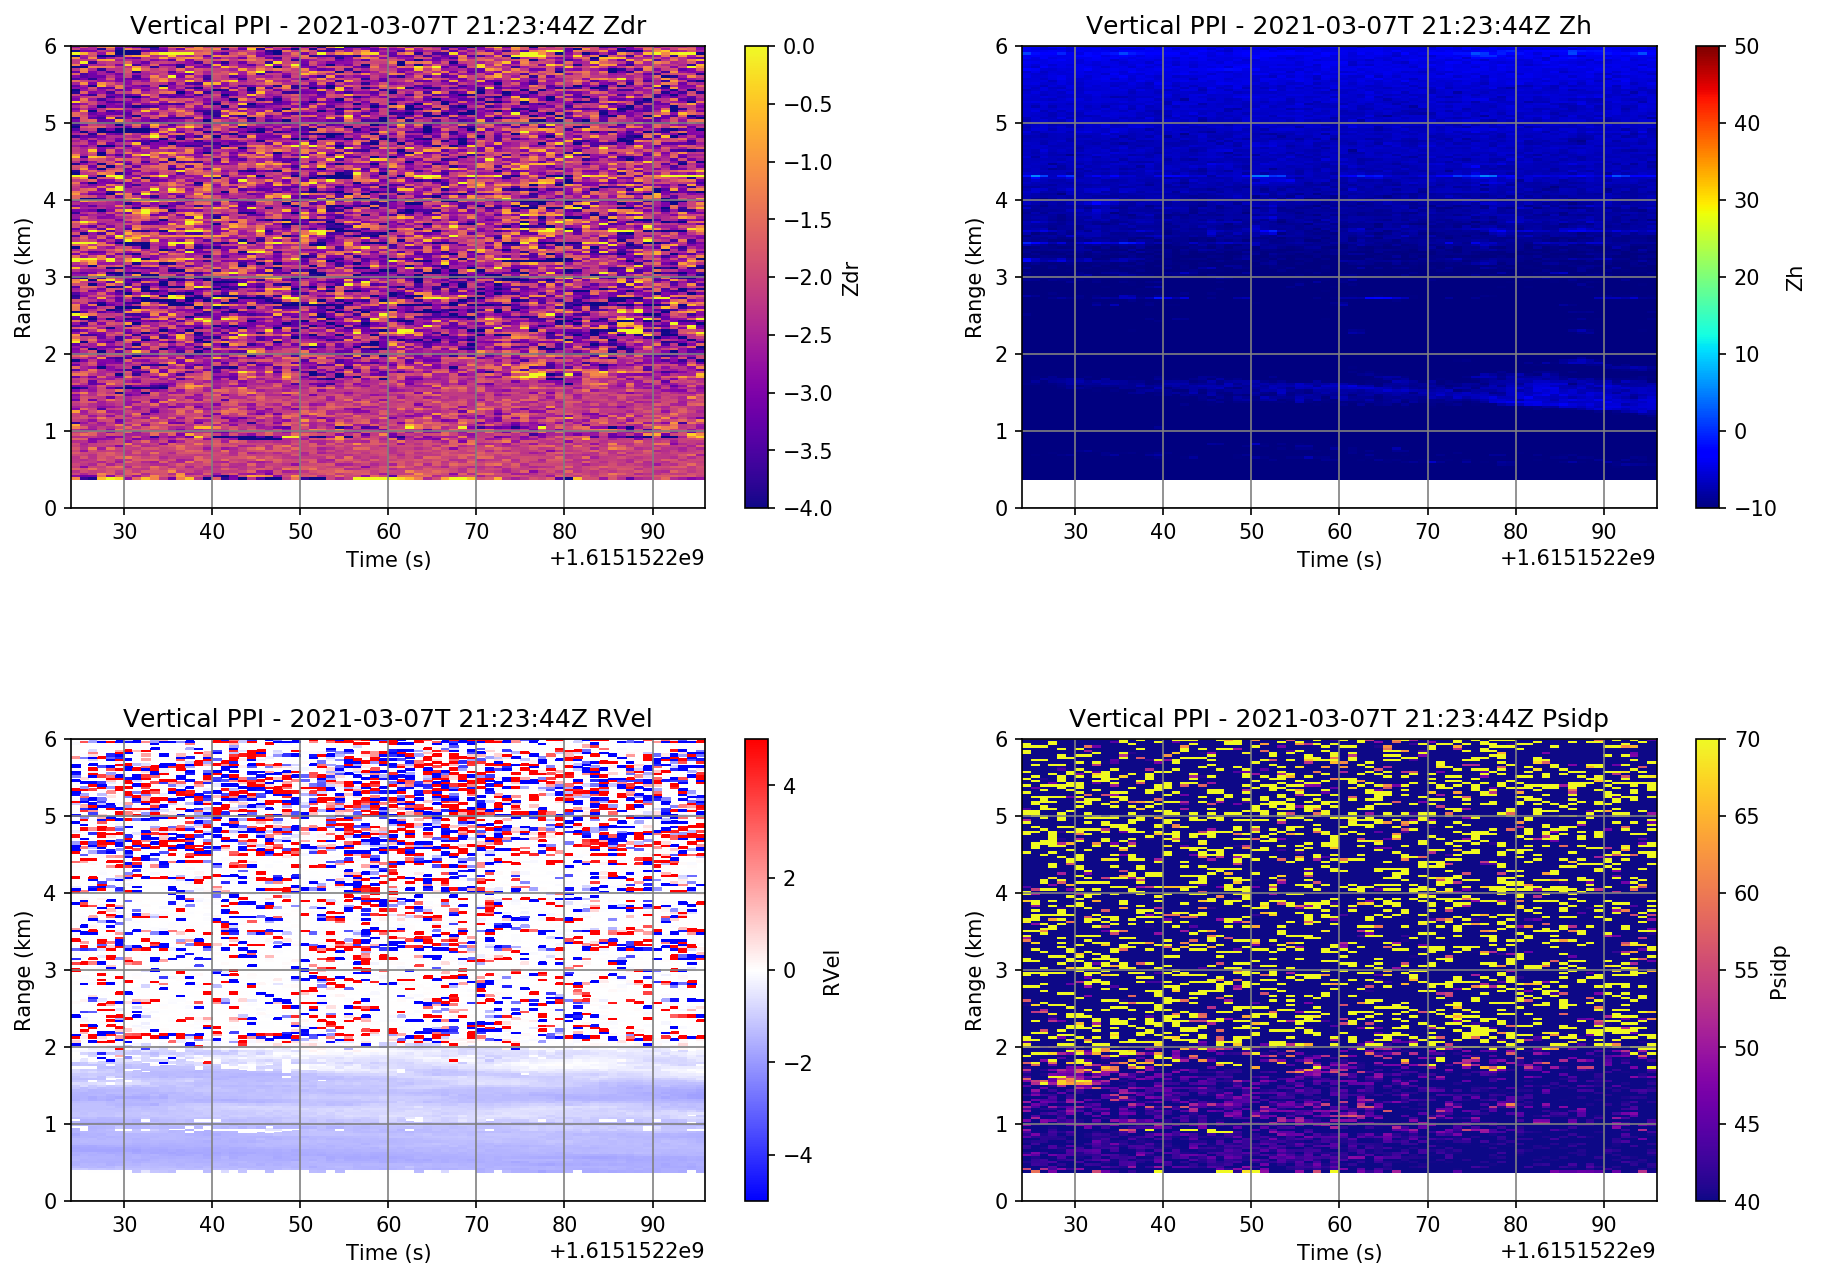 Vertical PPI - 2021-03-07T 21:23:44Z Zdr
6
5
4
3
2
1
0
Range (km)
30 40 50 60 70 80 90
Time (s)
+1.6151522e9
0.0
−0.5
−1.0
−1.5
−2.0
−2.5
−3.0
−3.5
−4.0
Zdr
Vertical PPI - 2021-03-07T 21:23:44Z Zh
6
5
4
3
2
1
0
Range (km)
30 40 50 60 70 80 90
Time (s)
+1.6151522e9
50
40
30
20
10
0
−10
Zh
Vertical PPI - 2021-03-07T 21:23:44Z RVel
6
5
4
3
2
1
0
Range (km)
30 40 50 60 70 80 90
Time (s)
+1.6151522e9
4
2
0
−2
−4
RVel
Vertical PPI - 2021-03-07T 21:23:44Z Psidp
6
5
4
3
2
1
0
Range (km)
30 40 50 60 70 80 90
Time (s)
+1.6151522e9
70
65
60
55
50
45
40
Psidp